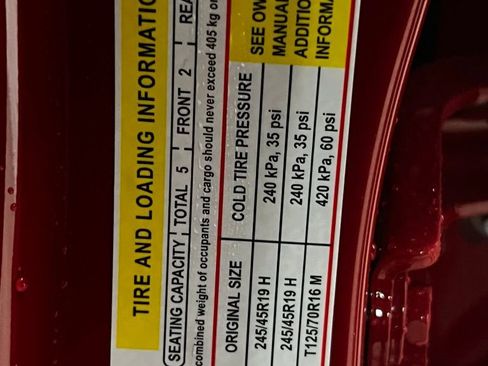 TIRE AND LOADING INFORMATIO
SEATING CAPACITY TOTAL 5 FRONT 2 REA
combined weight of occupants and cargo should never exceed 405 kg or
ORIGINAL SIZE COLD TIRE PRESSURE SEE OW
245/45R19 H 240 kPa, 35 psi MANUA
245/45R19 H 240 kPa, 35 psi ADDITIO
T125/70R16 M 420 kPa, 60 psi INFORMA